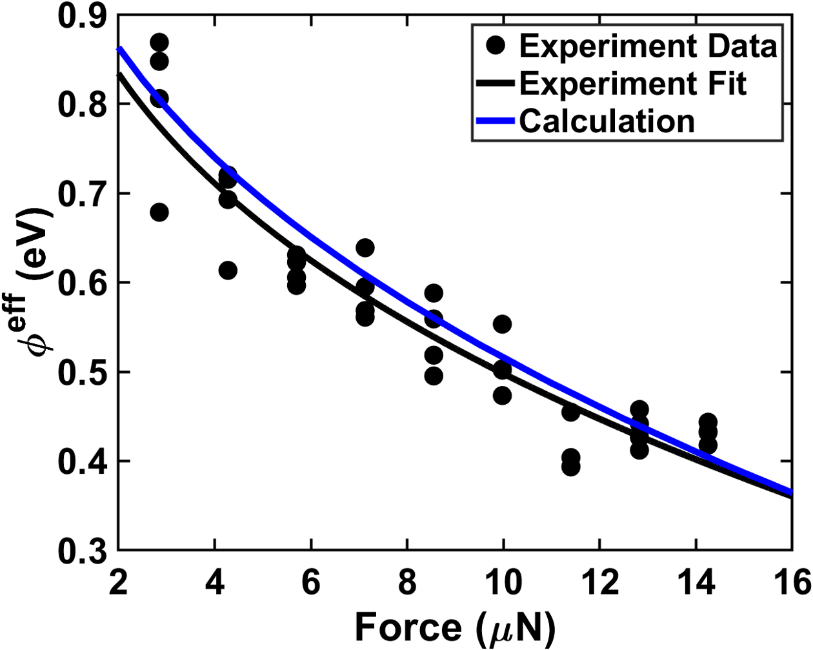 0.9
0.8
0.7
0.6
0.5
0.4
0.3
ϕ^eff (eV)
Experiment Data
Experiment Fit
Calculation
2 4 6 8 10 12 14 16
Force (μN)